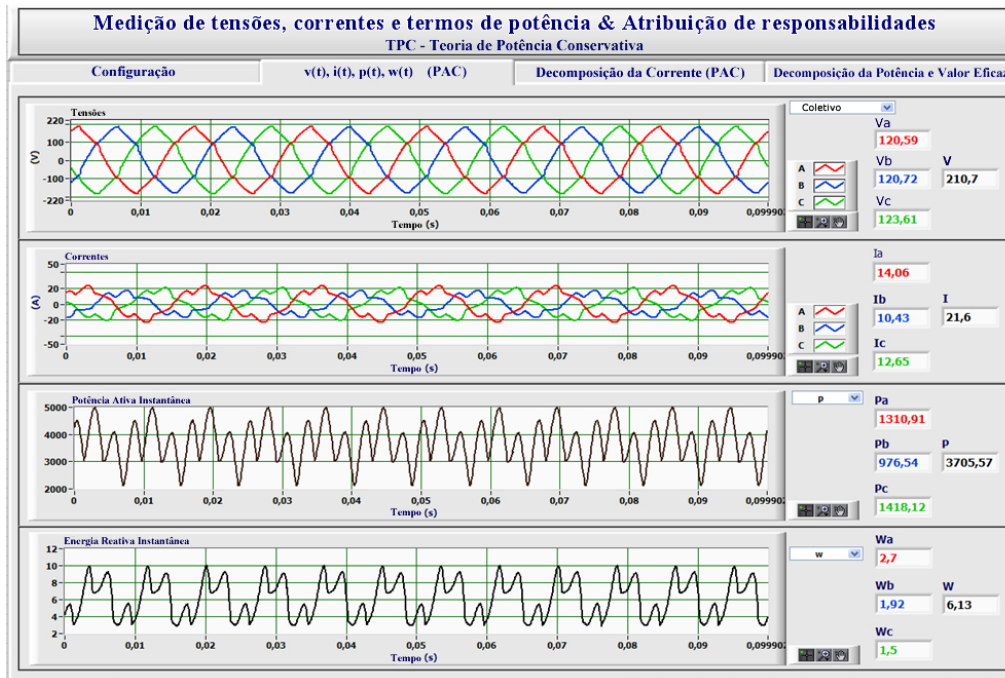 Medição de tensões, correntes e termos de potência & Atribuição de responsabilidades
TPC - Teoria de Potência Conservativa
Configuração
v(t), i(t), p(t), w(t) (PAC)
Decomposição da Corrente (PAC)
Decomposição da Potência e Valor Eficaz
Tensões
(V)
220
100
0
-100
-220
0 0,01 0,02 0,03 0,04 0,05 0,06 0,07 0,08 0,09 0,09990
Tempo (s)
Coletivo
A
B
C
Va
120,59
Vb V
120,72 210,7
Vc
123,61
Correntes
(A)
50
20
0
-20
-50
0 0,01 0,02 0,03 0,04 0,05 0,06 0,07 0,08 0,09 0,09990
Tempo (s)
A
B
C
Ia
14,06
Ib I
10,43 21,6
Ic
12,65
Potência Ativa Instantânea
5000
4000
3000
2000
0 0,01 0,02 0,03 0,04 0,05 0,06 0,07 0,08 0,09 0,09990
Tempo (s)
p
Pa
1310,91
Pb P
976,54 3705,57
Pc
1418,12
Energia Reativa Instantânea
12
10
8
6
4
2
0 0,01 0,02 0,03 0,04 0,05 0,06 0,07 0,08 0,09 0,09990
Tempo (s)
w
Wa
2,7
Wb W
1,92 6,13
Wc
1,5